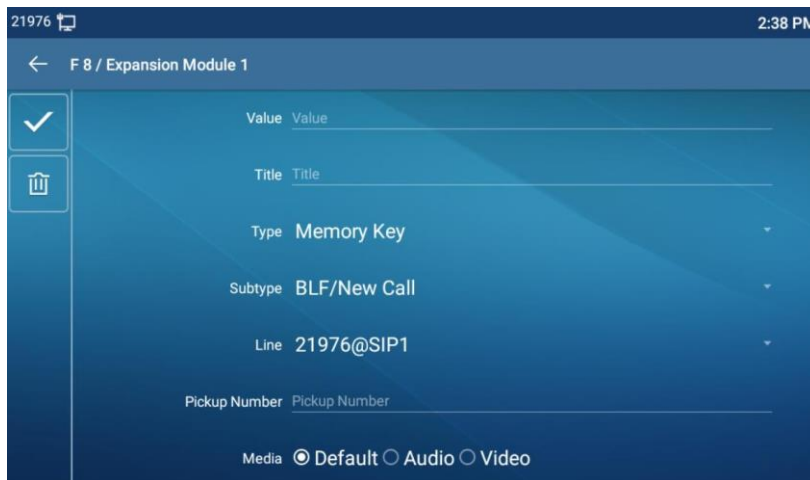 21976 2:38 PM
F 8 / Expansion Module 1
Value Value
Title Title
Type Memory Key
Subtype BLF/New Call
Line 21976@SIP1
Pickup Number Pickup Number
Media Default Audio Video